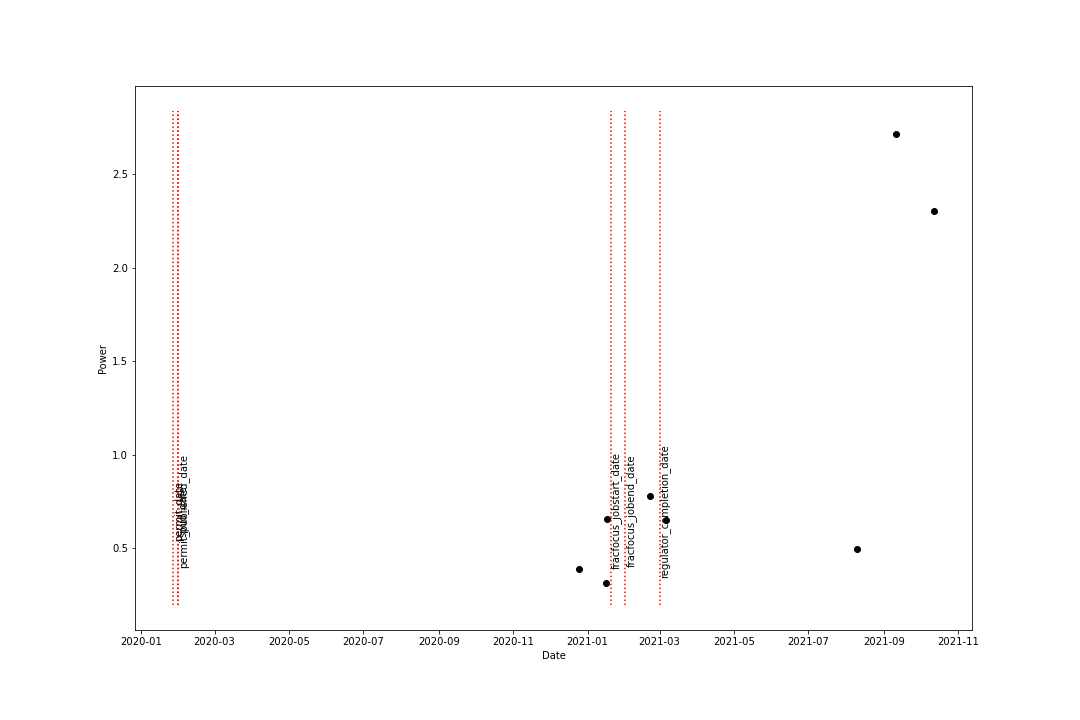 2.5
2.0
1.5
1.0
0.5
Power
fracfocus_jobstart_date
fracfocus_jobend_date
regulator_completion_date
2020-01 2020-03 2020-05 2020-07 2020-09 2020-11 2021-01 2021-03 2021-05 2021-07 2021-09 2021-11
Date